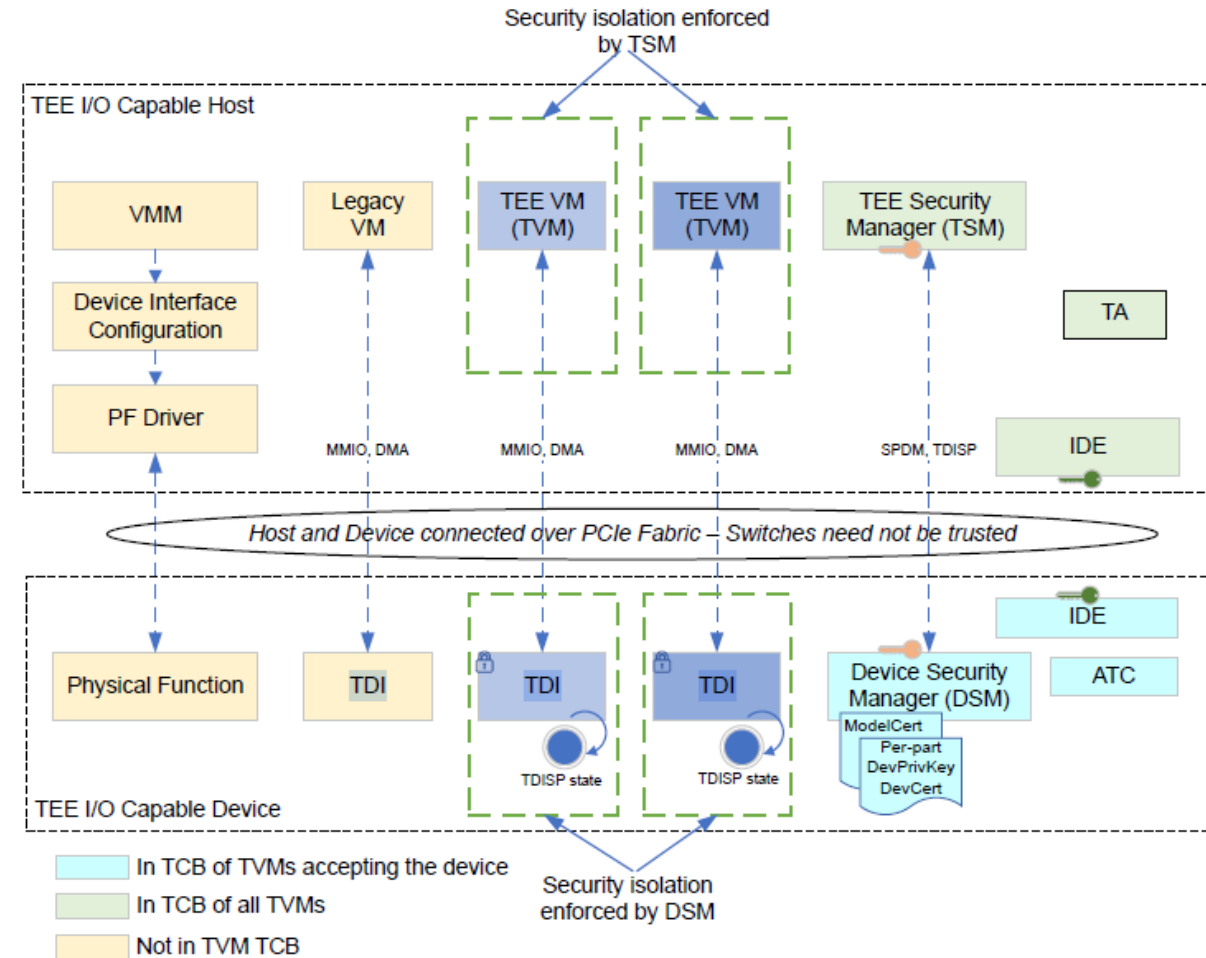 Security isolation enforced
by TSM
TEE I/O Capable Host
VMM
Legacy
VM
TEE VM
(TVM)
TEE VM
(TVM)
TEE Security
Manager (TSM)
Device Interface
Configuration
TA
PF Driver
MMIO, DMA
MMIO, DMA
MMIO, DMA
SPDM, TDISP
IDE
Host and Device connected over PCIe Fabric – Switches need not be trusted
IDE
Physical Function
TDI
TDI
TDI
Device Security
Manager (DSM)
ATC
ModelCert
Per-part
DevPrivKey
DevCert
TDISP state
TDISP state
TEE I/O Capable Device
In TCB of TVMs accepting the device
In TCB of all TVMs
Not in TVM TCB
Security isolation
enforced by DSM